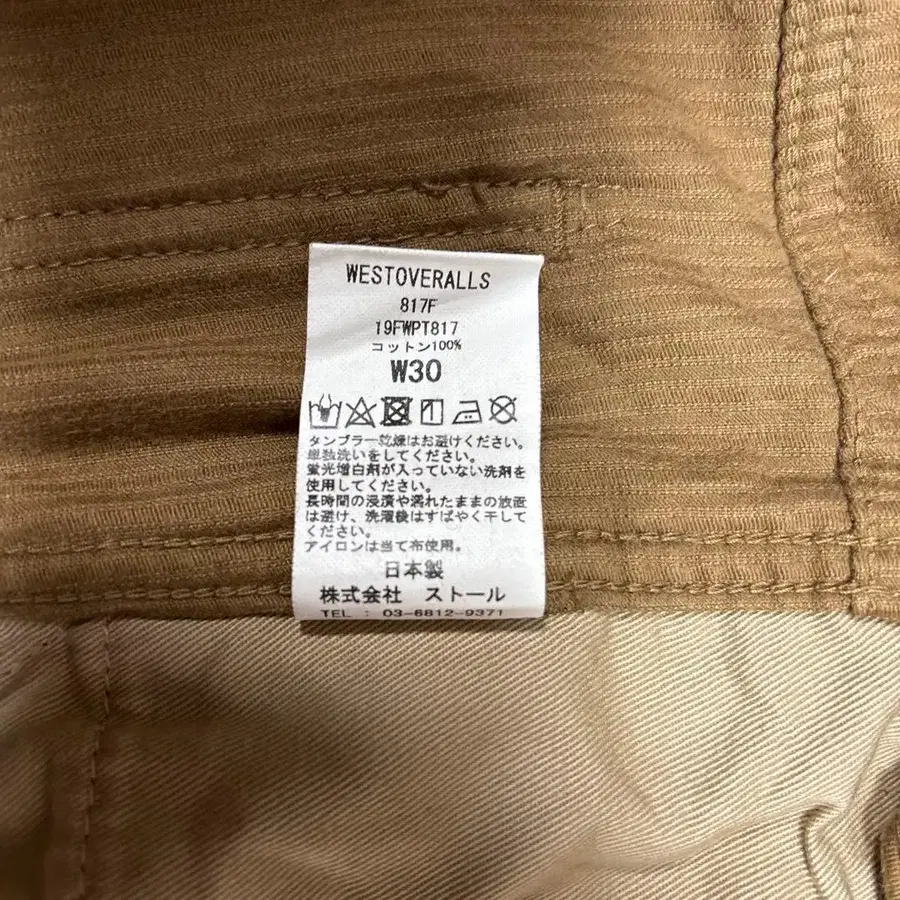 WESTOVERALLS
817F
19FWPT817
コットン100%
W30
タンブラー乾燥はお避けください。
単独洗いをしてください。
蛍光増白剤が入っていない洗剤を
使用してください。
長時間の浸漬や濡れたままの放置
は避け、洗濯後はすばやく干して
ください。
アイロンは当て布使用。
日本製
株式会社 ストール
TEL : 03-6812-9371